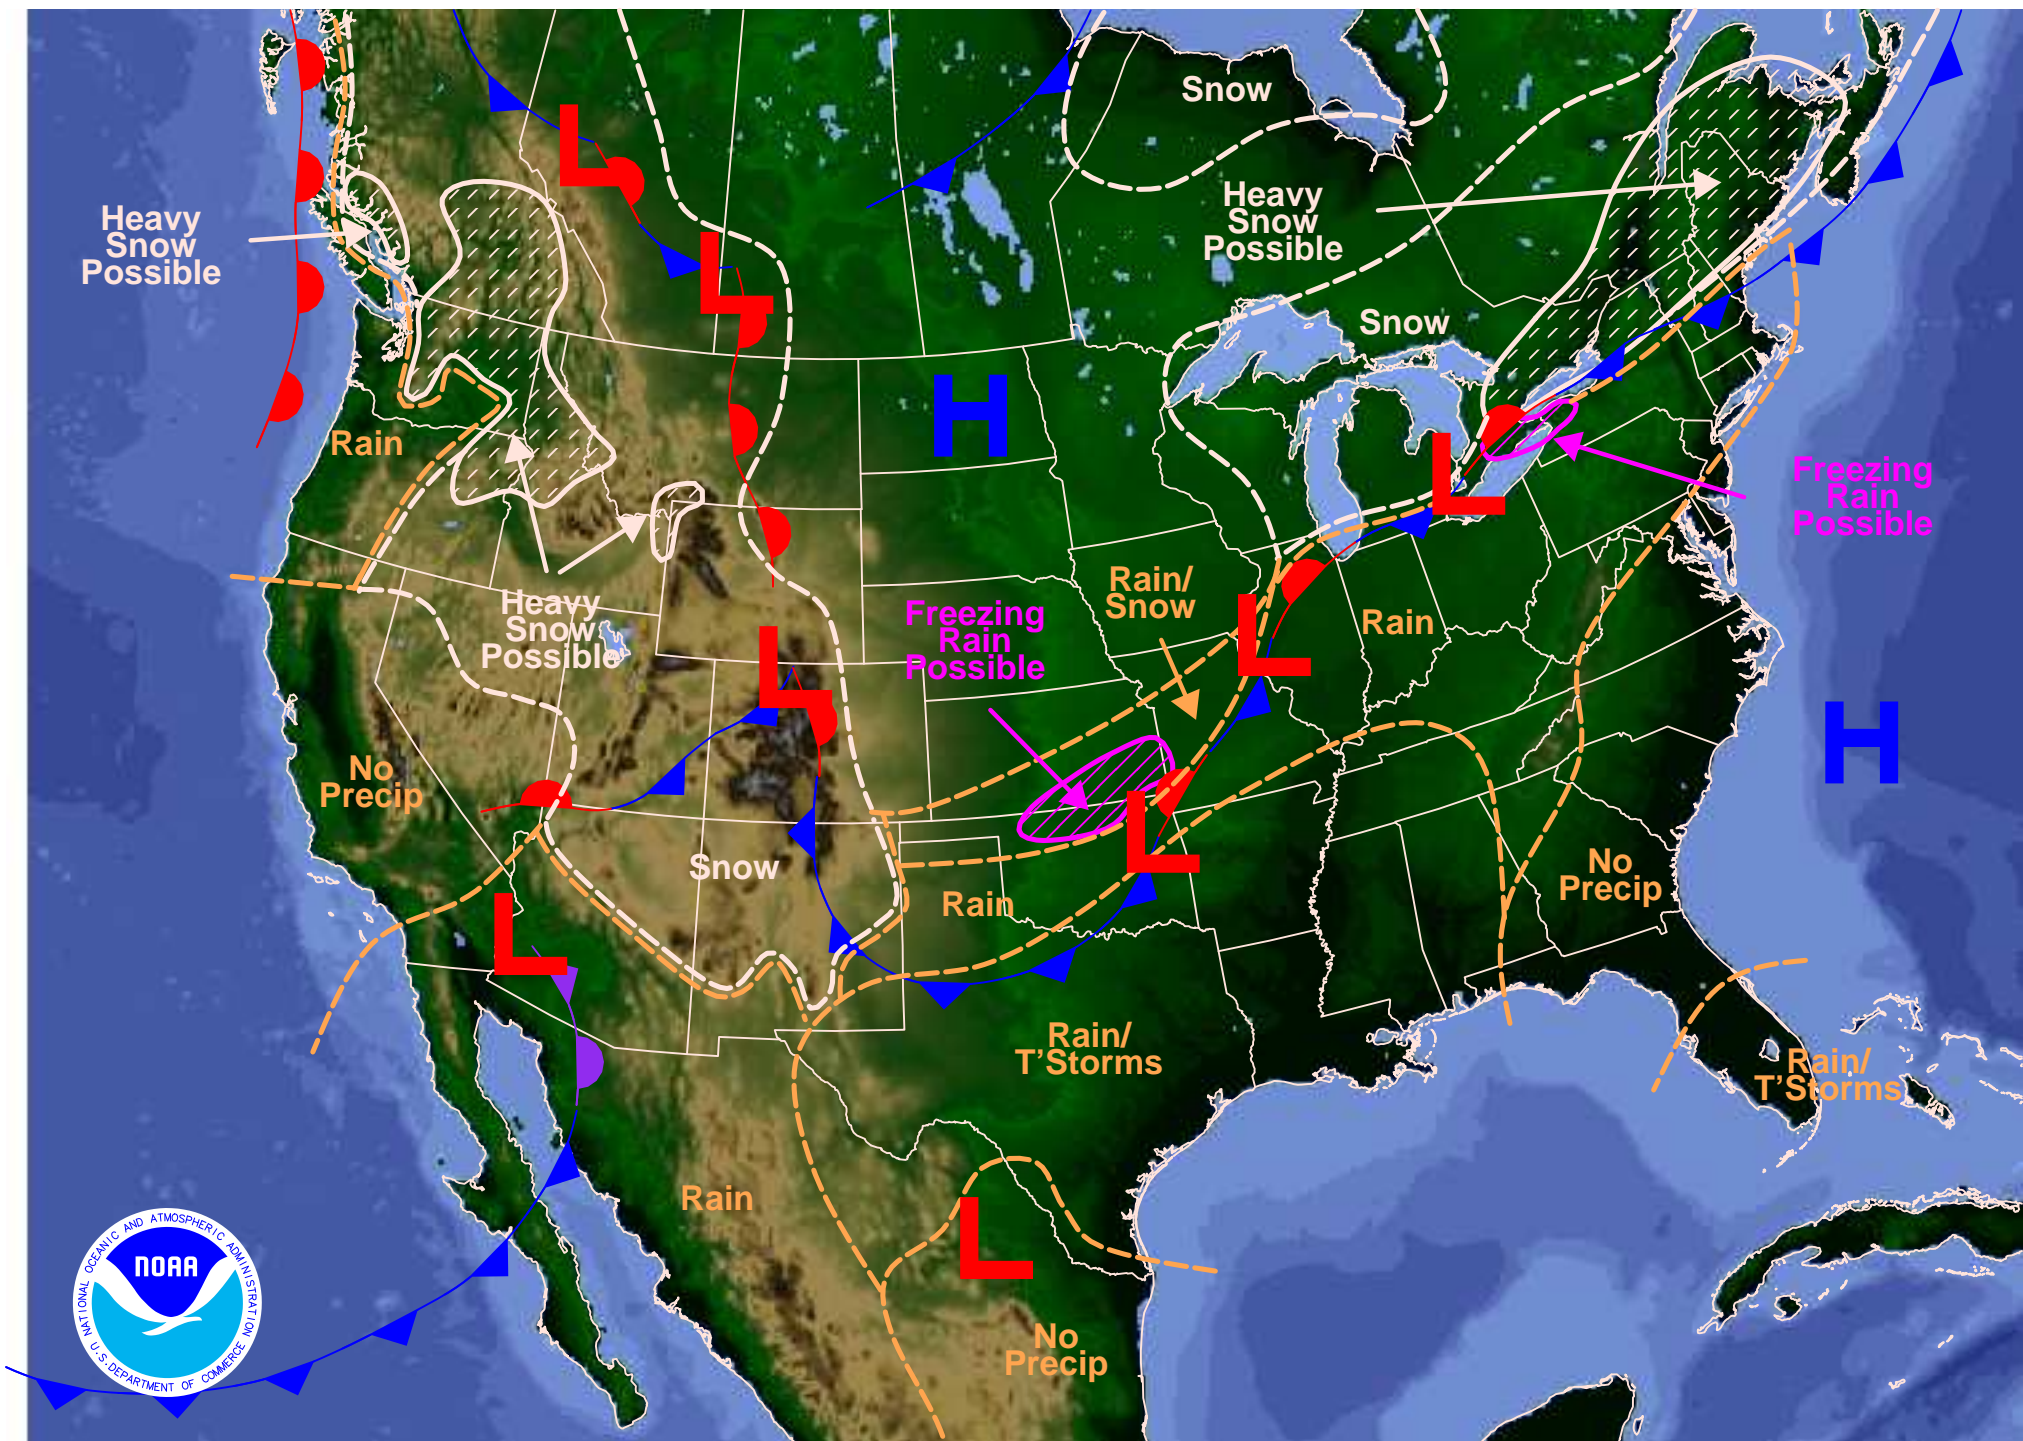 Snow
Heavy
Snow
Possible
Heavy
Snow
Possible
Snow
Rain
Freezing
Rain
Possible
Rain/
Snow
Heavy
Snow
Possible
Freezing
Rain
Possible
Rain
No
Precip
Snow
Rain
No
Precip
Rain/
T'Storms
Rain/
T'Storms
Rain
No
Precip
L
L
H
L
L
L
H
L
L
L
NATIONAL OCEANIC AND ATMOSPHERIC ADMINISTRATION
NOAA
U.S. DEPARTMENT OF COMMERCE